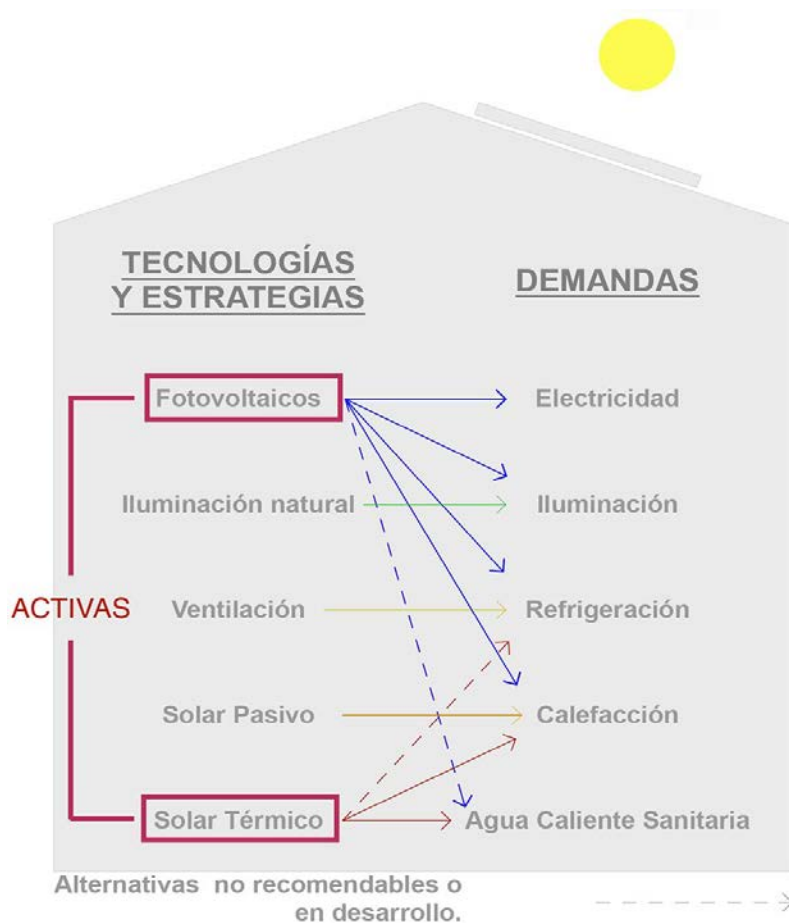 TECNOLOGÍAS
Y ESTRATEGIAS
DEMANDAS
Fotovoltaicos
Electricidad
Iluminación natural
Iluminación
ACTIVAS
Ventilación
Refrigeración
Solar Pasivo
Calefacción
Solar Térmico
Agua Caliente Sanitaria
Alternativas no recomendables o
en desarrollo.